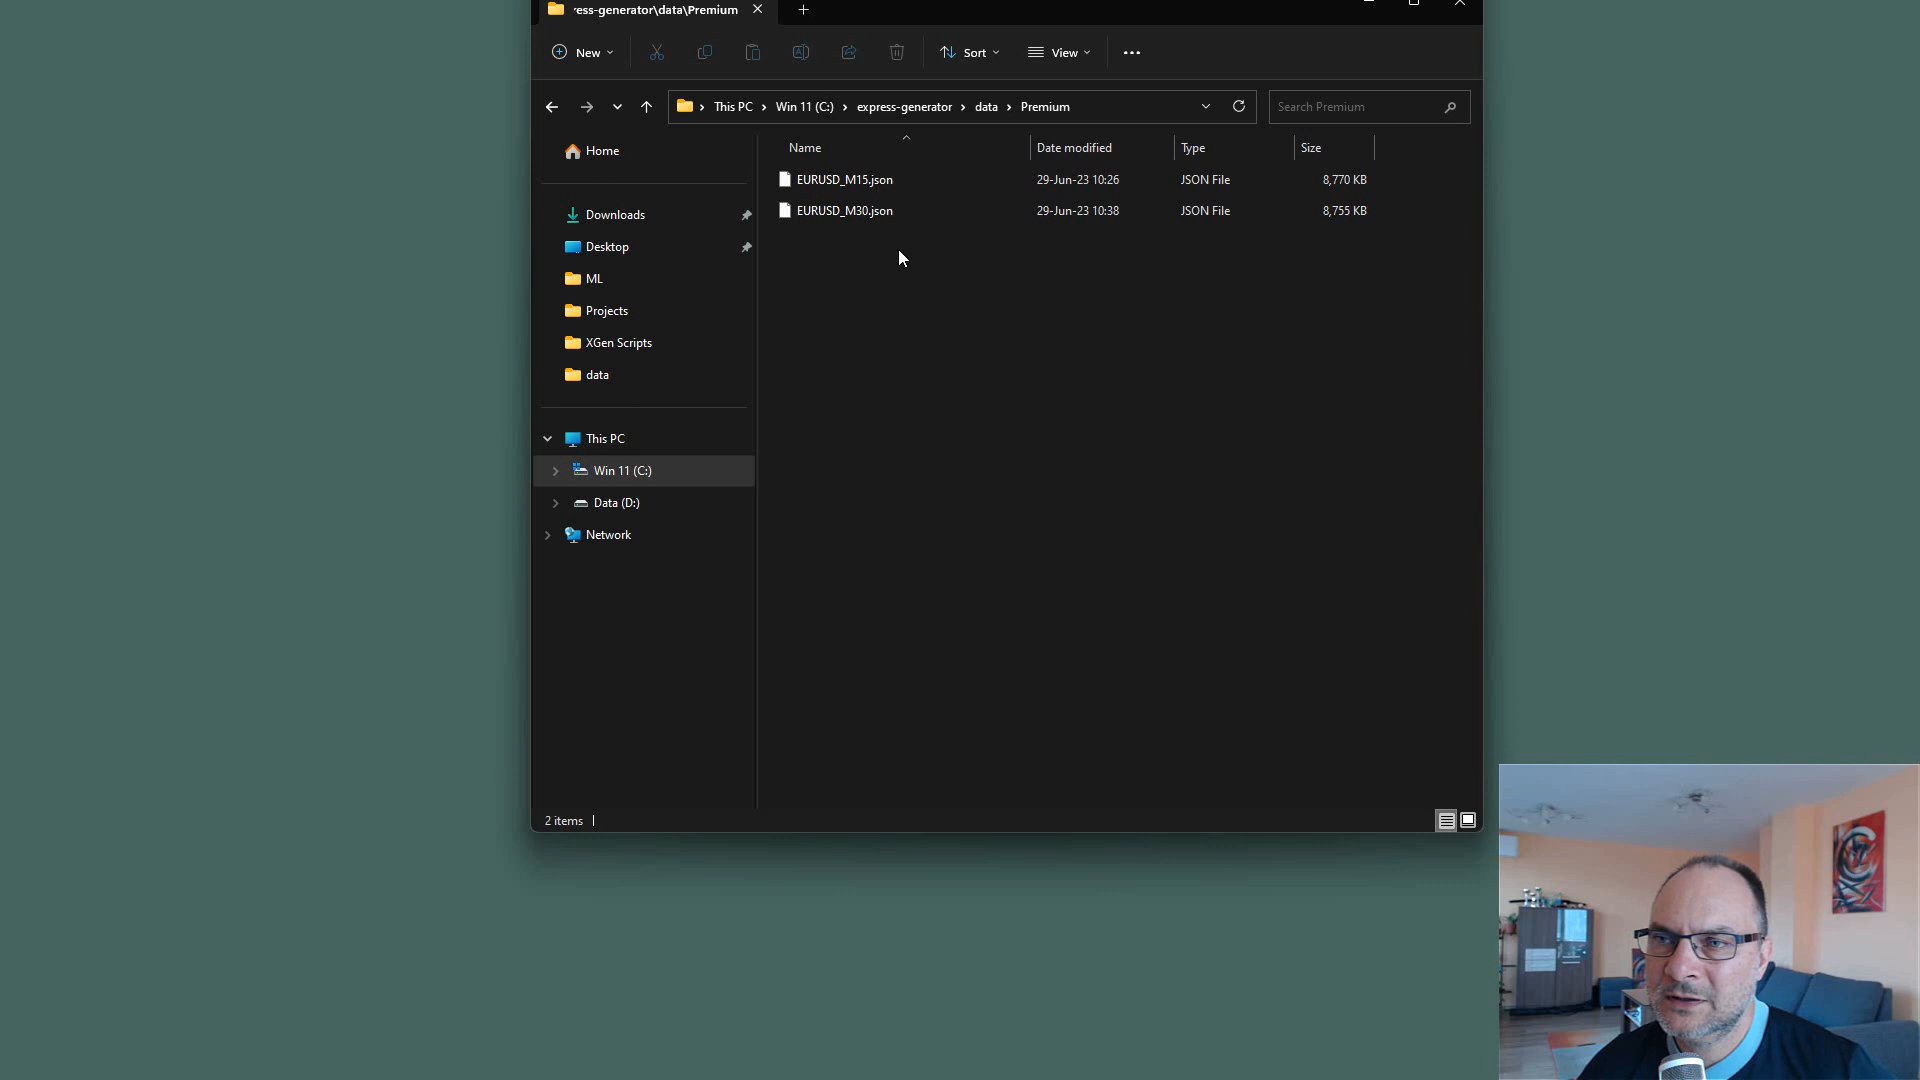 ress-generator\data\Premium
New
Sort
View
This PC
Win 11 (C:)
express-generator
data
Premium
Search Premium
Name
Date modified
Type
Size
EURUSD_M15.json
29-Jun-23 10:26
JSON File
8,770 KB
EURUSD_M30.json
29-Jun-23 10:38
JSON File
8,755 KB
Home
Downloads
Desktop
ML
Projects
XGen Scripts
data
This PC
Win 11 (C:)
Data (D:)
Network
2 items